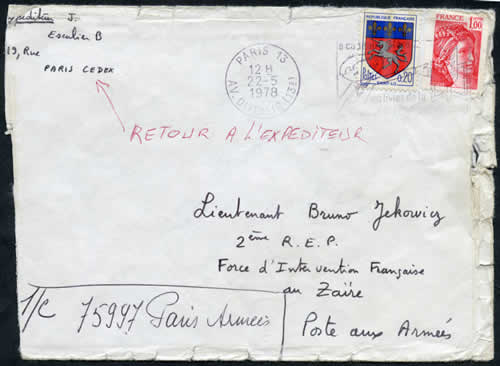 Expéditeur J.
Escalier B
19, Rue
PARIS CEDEX
PARIS 13
12 H
22-5
1978
REPUBLIQUE FRANÇAISE
0,20
FRANCE
1,00
RETOUR A L'EXPEDITEUR
Lieutenant Bruno Jekowicz
2ème R.E.P.
Force d'Intervention Française
au Zaïre
Poste aux Armées
T/C 75997 Paris Armées